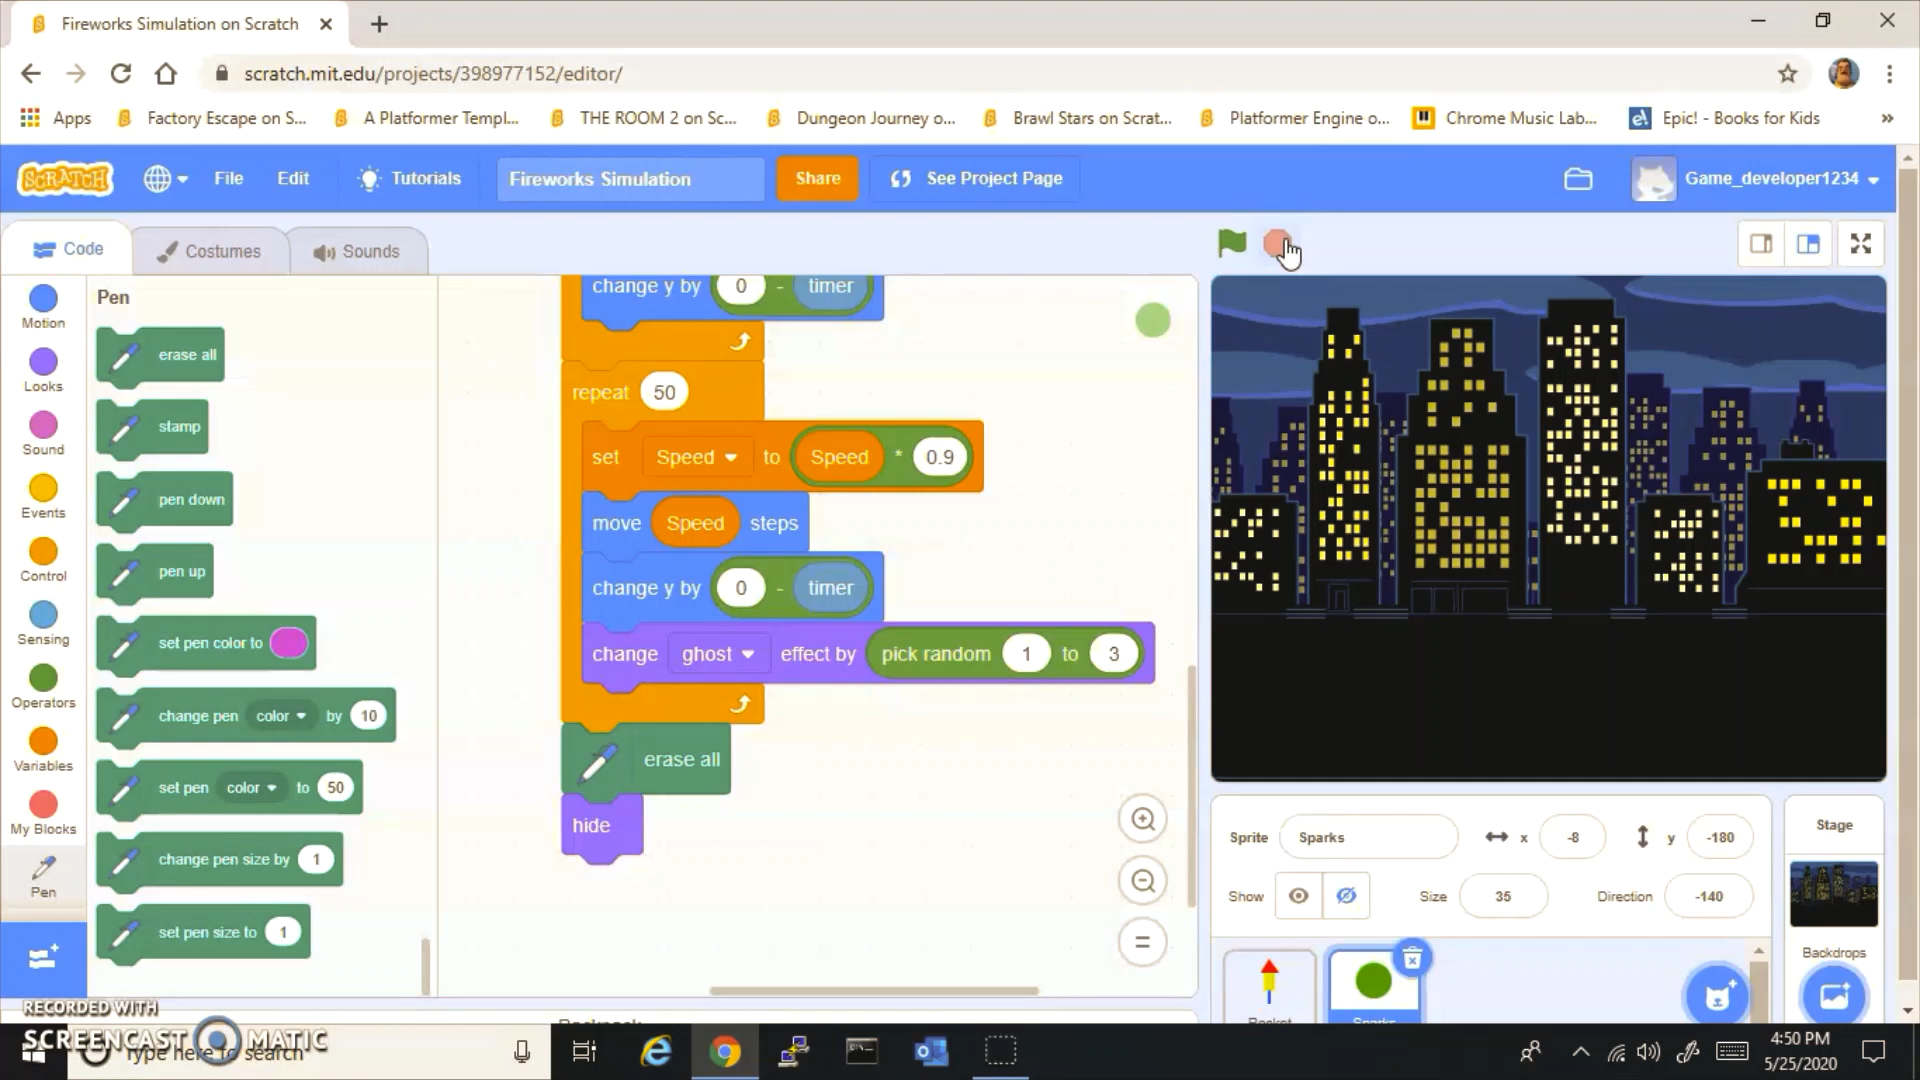 Fireworks Simulation on Scratch
scratch.mit.edu/projects/398977152/editor/
Apps
Factory Escape on S...
A Platformer Templ...
THE ROOM 2 on Sc...
Dungeon Journey o...
Brawl Stars on Scrat...
Platformer Engine o...
Chrome Music Lab...
Epic! - Books for Kids
SCRATCH
File
Edit
Tutorials
Fireworks Simulation
Share
See Project Page
Game_developer1234
Code
Costumes
Sounds
Motion
Looks
Sound
Events
Control
Sensing
Operators
Variables
My Blocks
Pen
Pen
erase all
stamp
pen down
pen up
set pen color to
change pen color by 10
set pen color to 50
change pen size by 1
set pen size to 1
change y by 0 - timer
repeat 50
set Speed to Speed * 0.9
move Speed steps
change y by 0 - timer
change ghost effect by pick random 1 to 3
erase all
hide
Sprite Sparks x -8 y -180
Show Size 35 Direction -140
Stage
Backdrops
RECORDED WITH
SCREENCAST MATIC
Type here to search
4:50 PM
5/25/2020